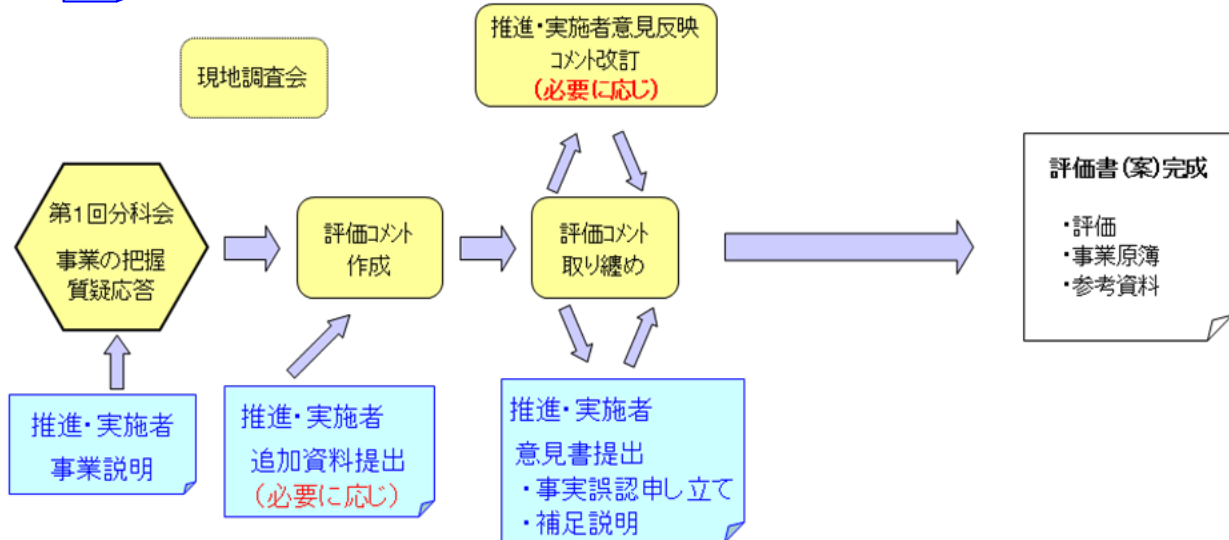 現地調査会
推進・実施者意見反映
コメント改訂
(必要に応じ)
第1回分科会
事業の把握
質疑応答
評価コメント
作成
評価コメント
取り纏め
評価書(案)完成
・評価
・事業原簿
・参考資料
推進・実施者
事業説明
推進・実施者
追加資料提出
(必要に応じ)
推進・実施者
意見書提出
・事実誤認申し立て
・補足説明